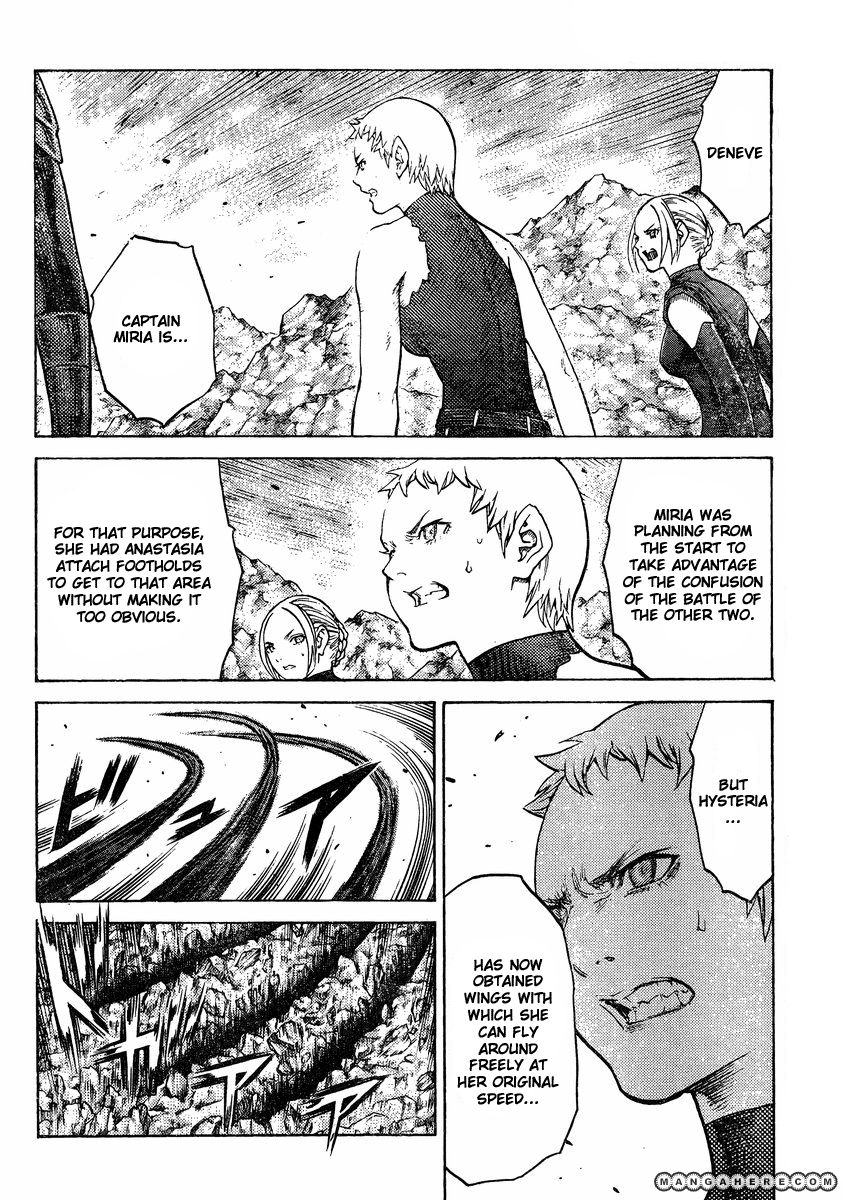 DENEVE
CAPTAIN
MIRIA IS...
MIRIA WAS
PLANNING FROM
THE START TO
TAKE ADVANTAGE
OF THE CONFUSION
OF THE BATTLE OF
THE OTHER TWO.
FOR THAT PURPOSE,
SHE HAD ANASTASIA
ATTACH FOOTHOLDS
TO GET TO THAT AREA
WITHOUT MAKING IT
TOO OBVIOUS.
BUT
HYSTERIA
...
HAS NOW
OBTAINED
WINGS WITH
WHICH SHE
CAN FLY
AROUND
FREELY AT
HER ORIGINAL
SPEED...
ビュア
ドガアア
MANGAHERE.COM